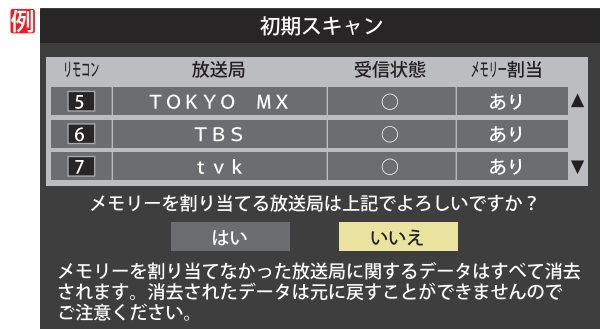 例
初期スキャン
リモコン 放送局 受信状態 メモリー割当
5 TOKYO MX ○ あり ▲
6 TBS ○ あり
7 tvk ○ あり ▼
メモリーを割り当てる放送局は上記でよろしいですか？
はい いいえ
メモリーを割り当てなかった放送局に関するデータはすべて消去
されます。消去されたデータは元に戻すことができませんので
ご注意ください。